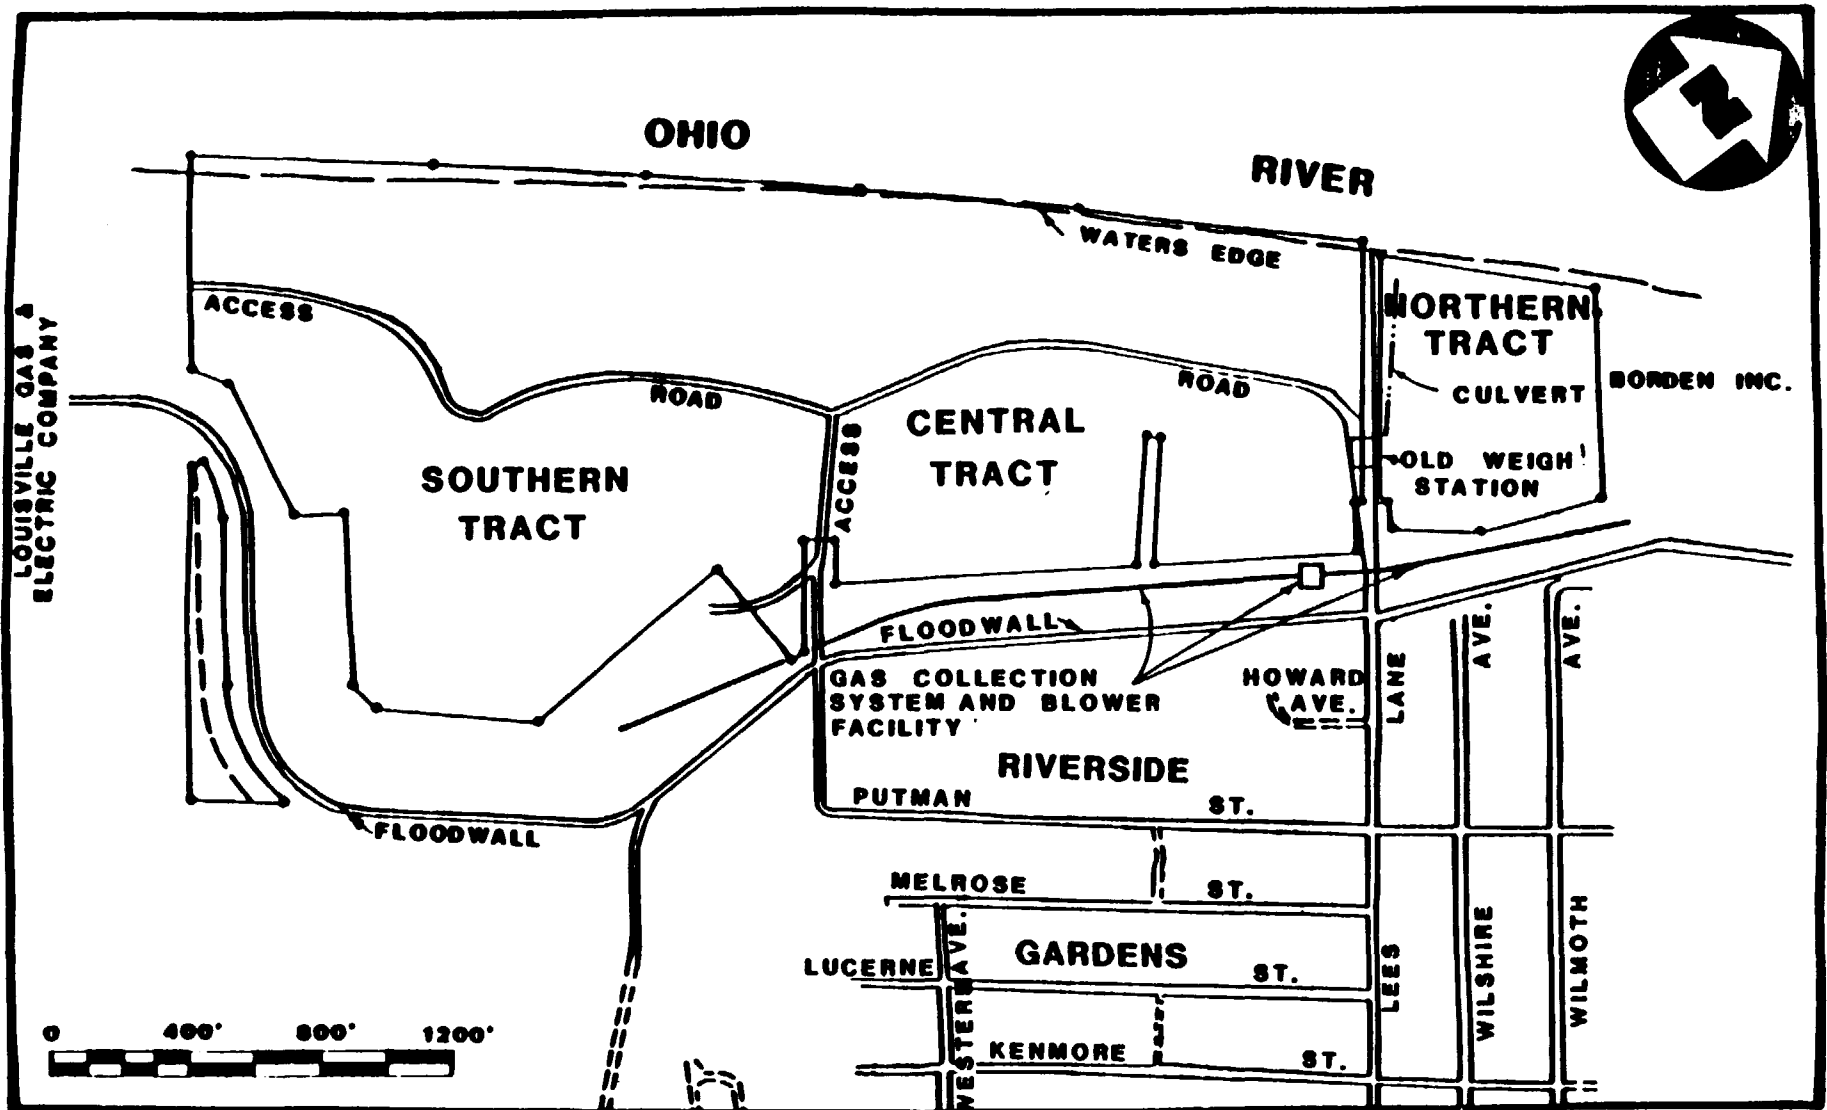 N
OHIO
RIVER
WATERS EDGE
ACCESS
NORTHERN
TRACT
LOUISVILLE GAS &
ELECTRIC COMPANY
ROAD
ROAD
CULVERT
BORDEN INC.
CENTRAL
TRACT
ACCESS
SOUTHERN
TRACT
OLD WEIGH
STATION
FLOODWALL
AVE.
AVE.
GAS COLLECTION
SYSTEM AND BLOWER
FACILITY
HOWARD
AVE.
LANE
RIVERSIDE
PUTMAN ST.
FLOODWALL
MELROSE ST.
WESTERN AVE.
GARDENS
LUCERNE ST.
LEES
WILSHIRE
WILMOTH
KENMORE ST.
0 400' 800' 1200'